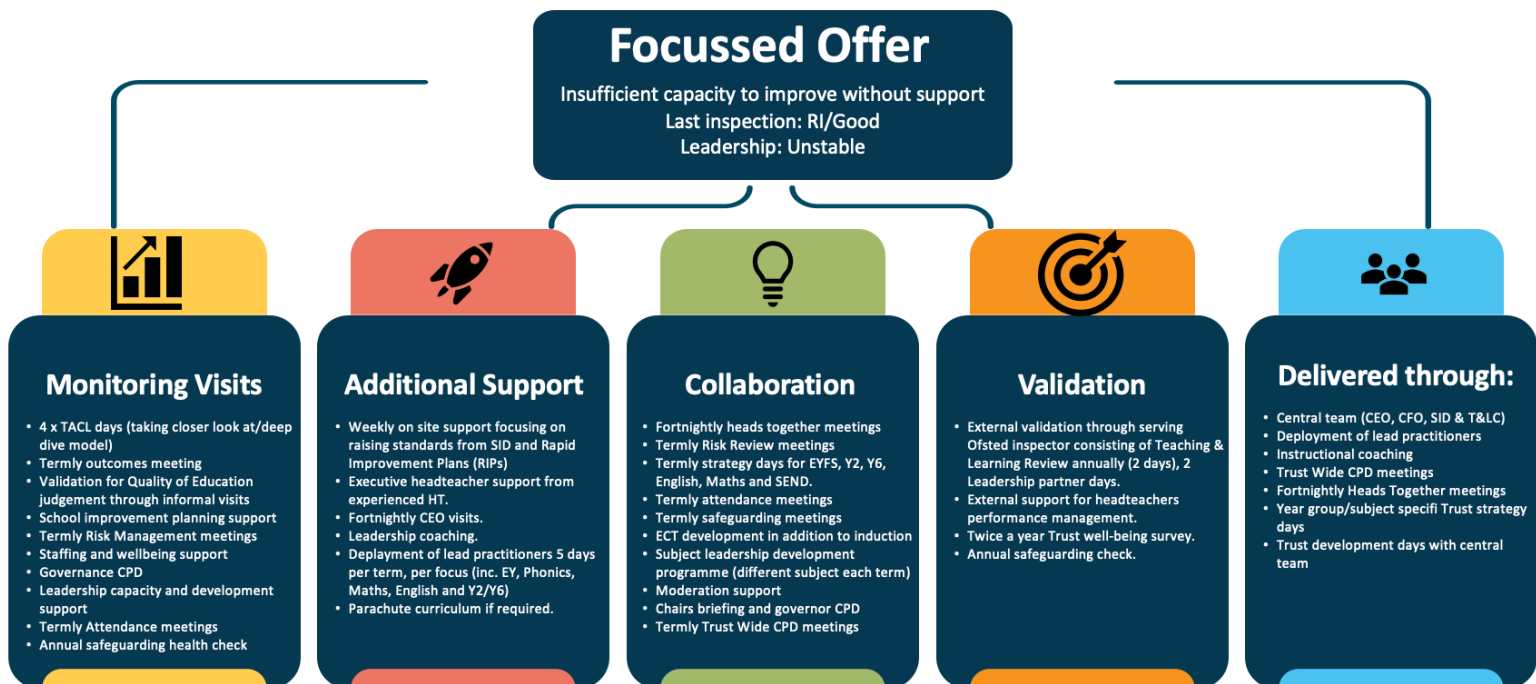 Focussed Offer
Insufficient capacity to improve without support
Last inspection: RI/Good
Leadership: Unstable
Monitoring Visits
• 4 x TACL days (taking closer look at/deep
dive model)
• Termly outcomes meeting
• Validation for Quality of Education
judgement through informal visits
• School improvement planning support
• Termly Risk Management meetings
• Staffing and wellbeing support
• Governance CPD
• Leadership capacity and development
support
• Termly Attendance meetings
• Annual safeguarding health check
Additional Support
• Weekly on site support focusing on
raising standards from SID and Rapid
Improvement Plans (RIPs)
• Executive headteacher support from
experienced HT.
• Fortnightly CEO visits.
• Leadership coaching.
• Deplayment of lead practitioners 5 days
per term, per focus (inc. EY, Phonics,
Maths, English and Y2/Y6)
• Parachute curriculum if required.
Collaboration
• Fortnightly heads together meetings
• Termly Risk Review meetings
• Termly strategy days for EYFS, Y2, Y6,
English, Maths and SEND.
• Termly attendance meetings
• Termly safeguarding meetings
• ECT development in addition to induction
• Subject leadership development
programme (different subject each term)
• Moderation support
• Chairs briefing and governor CPD
• Termly Trust Wide CPD meetings
Validation
• External validation through serving
Ofsted inspector consisting of Teaching &
Learning Review annually (2 days), 2
Leadership partner days.
• External support for headteachers
performance management.
• Twice a year Trust well-being survey.
• Annual safeguarding check.
Delivered through:
• Central team (CEO, CFO, SID & T&LC)
• Deployment of lead practitioners
• Instructional coaching
• Trust Wide CPD meetings
• Fortnightly Heads Together meetings
• Year group/subject specifi Trust strategy
days
• Trust development days with central
team